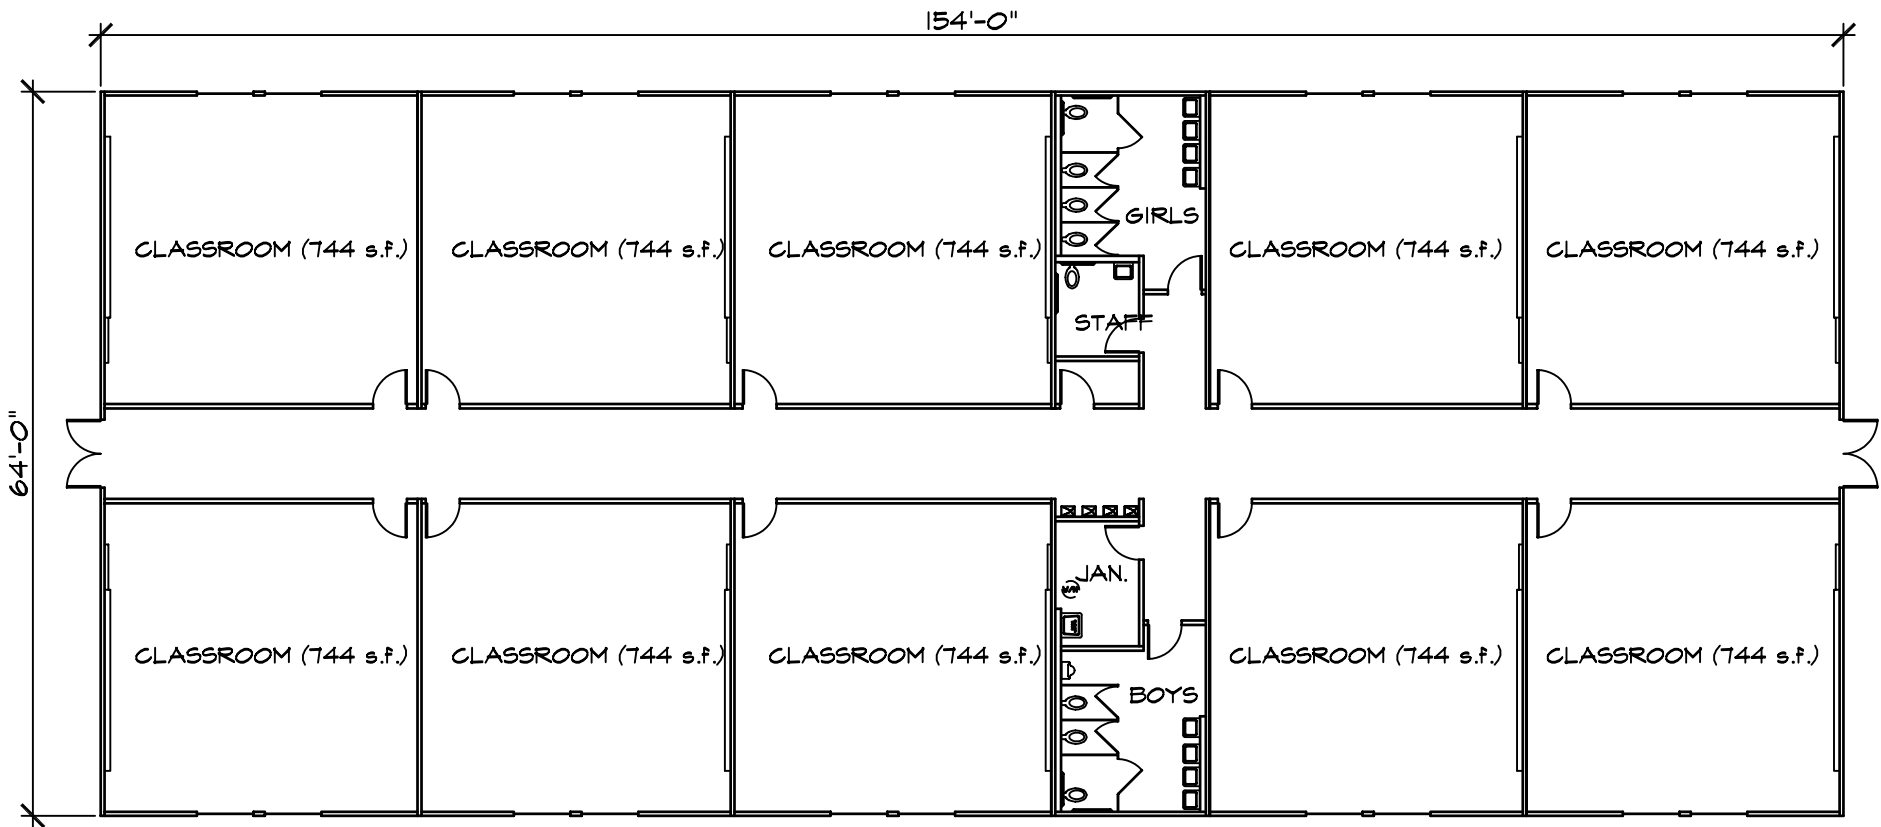 154'-0"
GIRLS
CLASSROOM (744 s.f.) CLASSROOM (744 s.f.) CLASSROOM (744 s.f.) CLASSROOM (744 s.f.) CLASSROOM (744 s.f.)
STAFF
64'-0"
JAN.
CLASSROOM (744 s.f.) CLASSROOM (744 s.f.) CLASSROOM (744 s.f.) CLASSROOM (744 s.f.) CLASSROOM (744 s.f.)
BOYS